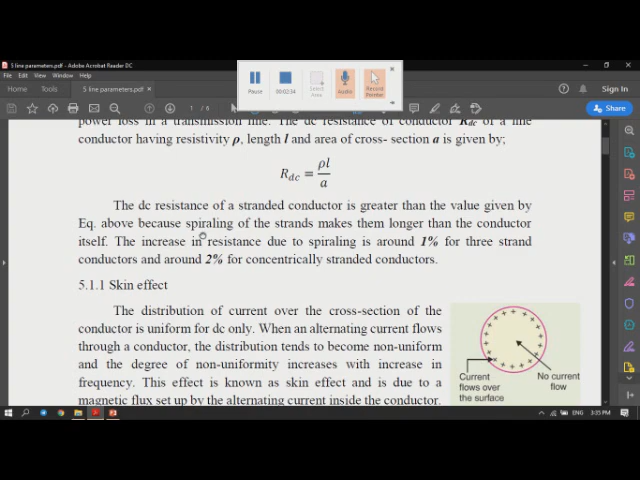 5 line parameters.pdf - Adobe Acrobat Reader DC
File Edit View Window Help
Home Tools 5 line parameters.pdf × Sign In
Pause 00:02:34 Select Area Audio Record Pointer
1 / 6 Share
power loss in a transmission line. The dc resistance of conductor Rdc of a line
conductor having resistivity ρ, length l and area of cross- section a is given by;
Rdc = ρl / a
The dc resistance of a stranded conductor is greater than the value given by
Eq. above because spiraling of the strands makes them longer than the conductor
itself. The increase in resistance due to spiraling is around 1% for three strand
conductors and around 2% for concentrically stranded conductors.
5.1.1 Skin effect
The distribution of current over the cross-section of the
conductor is uniform for dc only. When an alternating current flows
through a conductor, the distribution tends to become non-uniform
and the degree of non-uniformity increases with increase in
frequency. This effect is known as skin effect and is due to a
magnetic flux set up by the alternating current inside the conductor.
Current flows over the surface
No current flow
ENG 3:35 PM